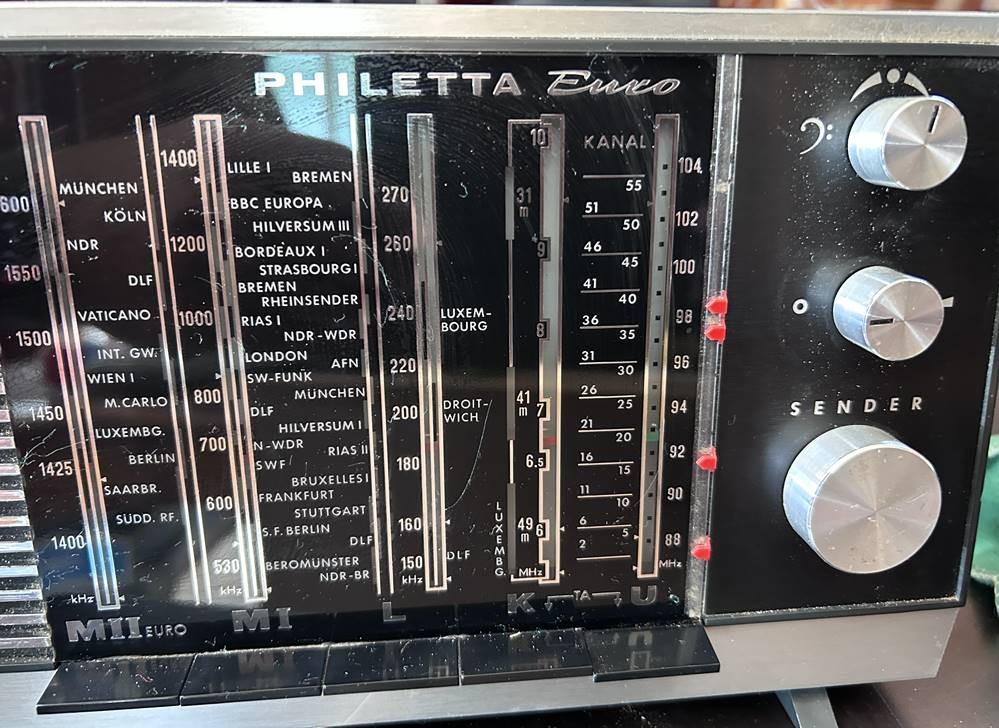 PHILETTA Euro
600
1550
1500
1450
1425
1400
kHz
MÜNCHEN
KÖLN
NDR
DLF
VATICANO
INT. GW.
WIEN I
M.CARLO
LUXEMBG.
BERLIN
SAARBR.
SÜDD. RF.
1400
1200
1000
800
700
600
530
kHz
LILLE I
BREMEN
BBC EUROPA
HILVERSUM III
BORDEAUX I
STRASBOURG I
BREMEN
RHEINSENDER
RIAS I
NDR-WDR
LONDON
AFN
SW-FUNK
MÜNCHEN
DLF
HILVERSUM I
N-WDR
RIAS II
SWF
BRUXELLES I
FRANKFURT
STUTTGART
S.F. BERLIN
DLF
BEROMÜNSTER
NDR-BR
270
260
240
220
200
180
160
150
kHz
LUXEM-
BOURG
DROIT-
WICH
DLF
LUXEMBG.
31
m
41
m
49
m
10
9
8
7
6.5
6
MHz
KANAL
55
51
50
46
45
41
40
36
35
31
30
26
25
21
20
16
15
11
10
6
5
2
104
102
100
98
96
94
92
90
88
MHz
O
SENDER
MII EURO
MI
L
K
TA
U